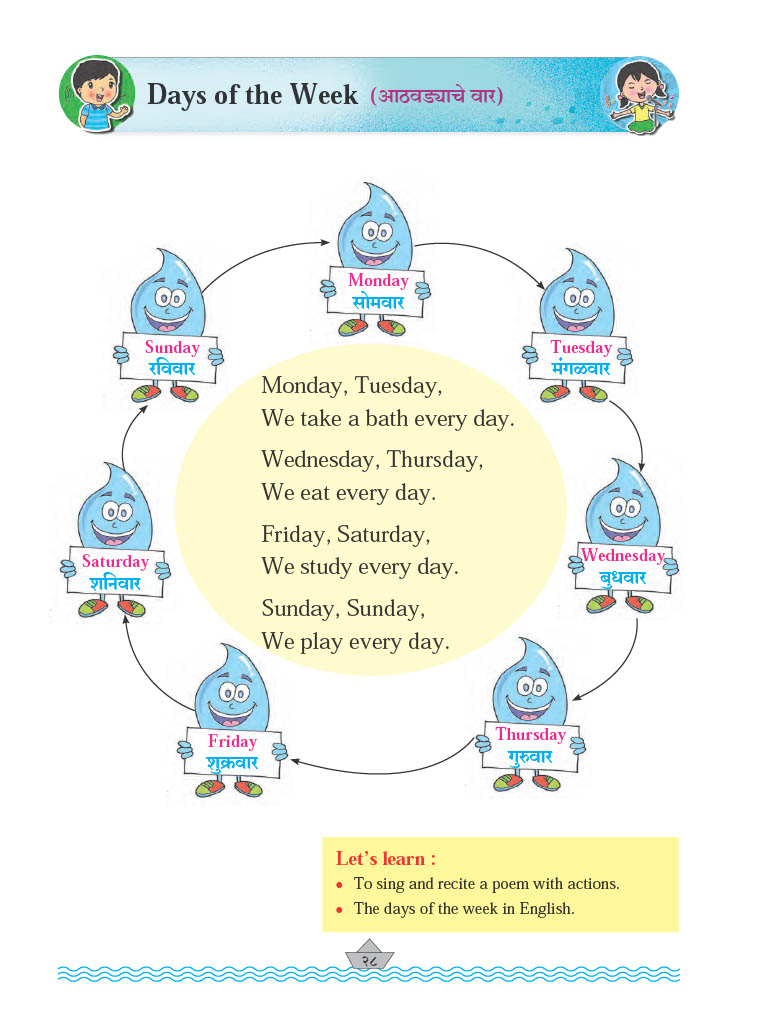 Days of the Week (आठवड्याचे वार)
Monday
सोमवार
Tuesday
मंगळवार
Wednesday
बुधवार
Thursday
गुरुवार
Friday
शुक्रवार
Saturday
शनिवार
Sunday
रविवार
Monday, Tuesday,
We take a bath every day.
Wednesday, Thursday,
We eat every day.
Friday, Saturday,
We study every day.
Sunday, Sunday,
We play every day.
Let's learn :
• To sing and recite a poem with actions.
• The days of the week in English.
२८